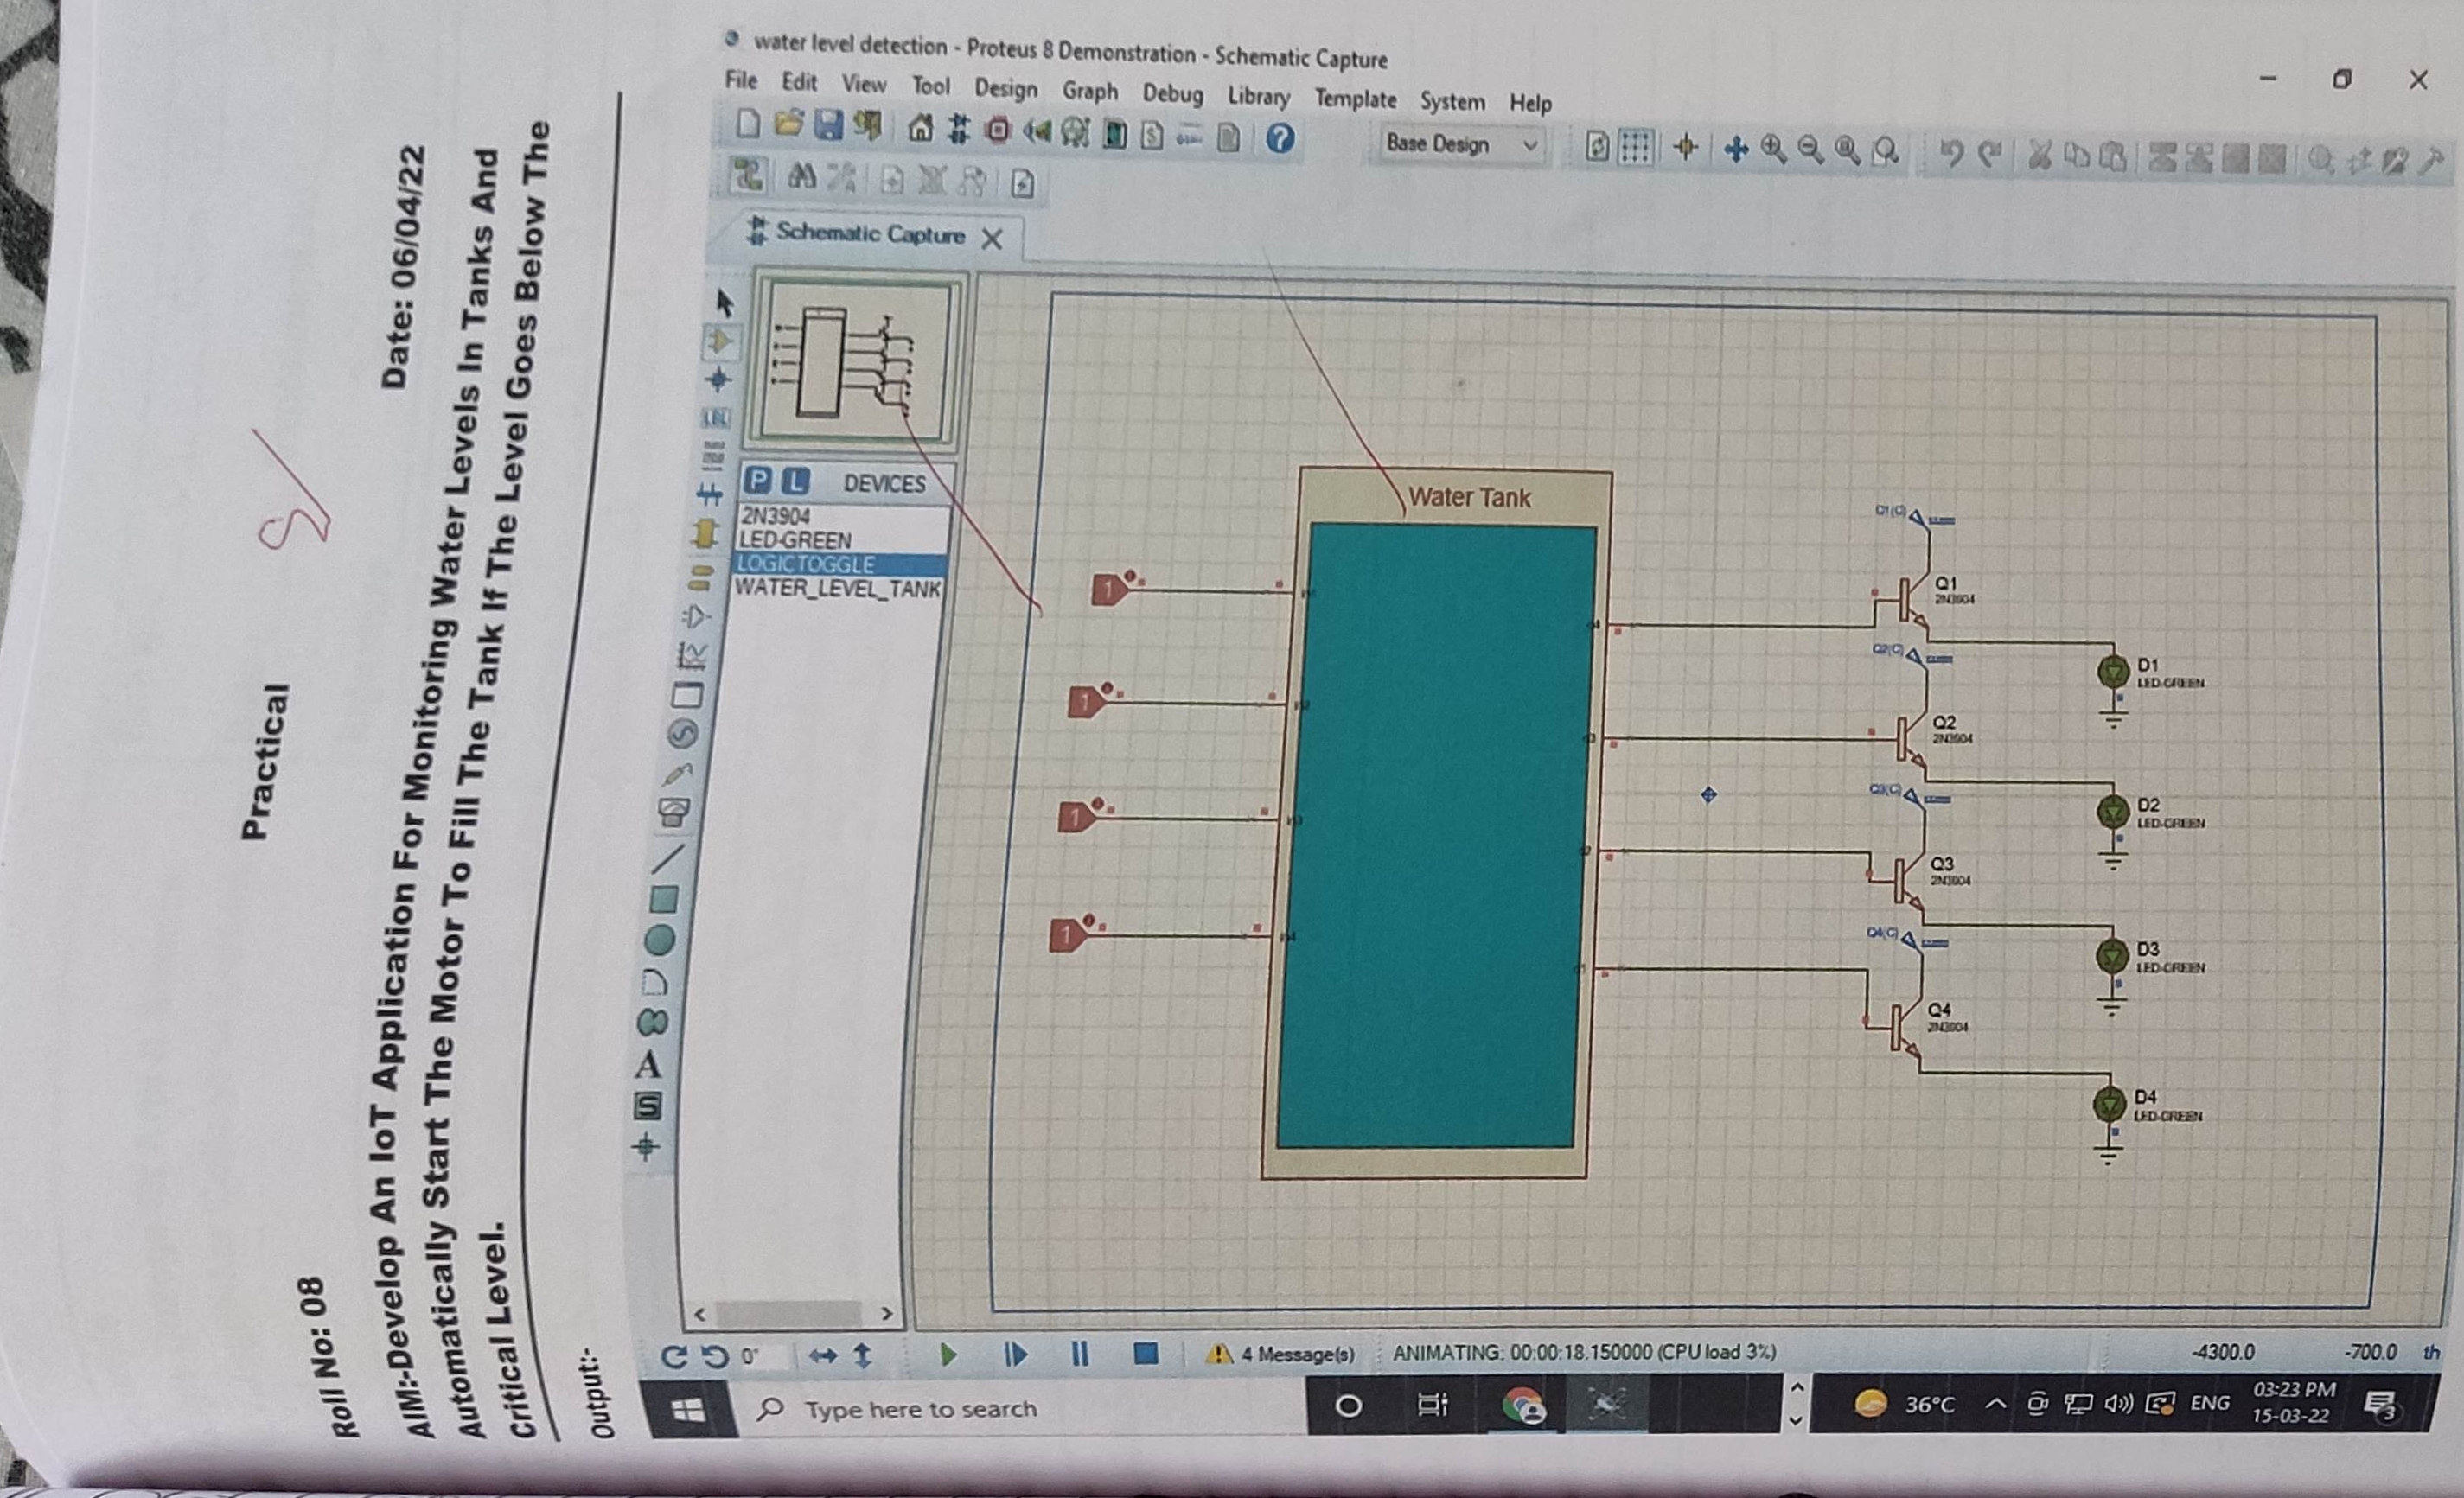 Practical 8/
Roll No: 08
Date: 06/04/22
AIM:-Develop An IoT Application For Monitoring Water Levels In Tanks And
Automatically Start The Motor To Fill The Tank If The Level Goes Below The
Critical Level.
Output:-
water level detection - Proteus 8 Demonstration - Schematic Capture
File Edit View Tool Design Graph Debug Library Template System Help
Base Design
Schematic Capture
P L DEVICES
2N3904
LED-GREEN
LOGICTOGGLE
WATER_LEVEL_TANK
Water Tank
1
1
1
1
Q1(C)
Q1
2N3904
Q2(C)
D1
LED-GREEN
Q2
2N3904
Q3(C)
D2
LED-GREEN
Q3
2N3904
Q4(C)
D3
LED-GREEN
Q4
2N3904
D4
LED-GREEN
A
S
0°
4 Message(s)
ANIMATING: 00:00:18.150000 (CPU load 3%)
-4300.0 -700.0 th
Type here to search
36°C
ENG
03:23 PM
15-03-22
3